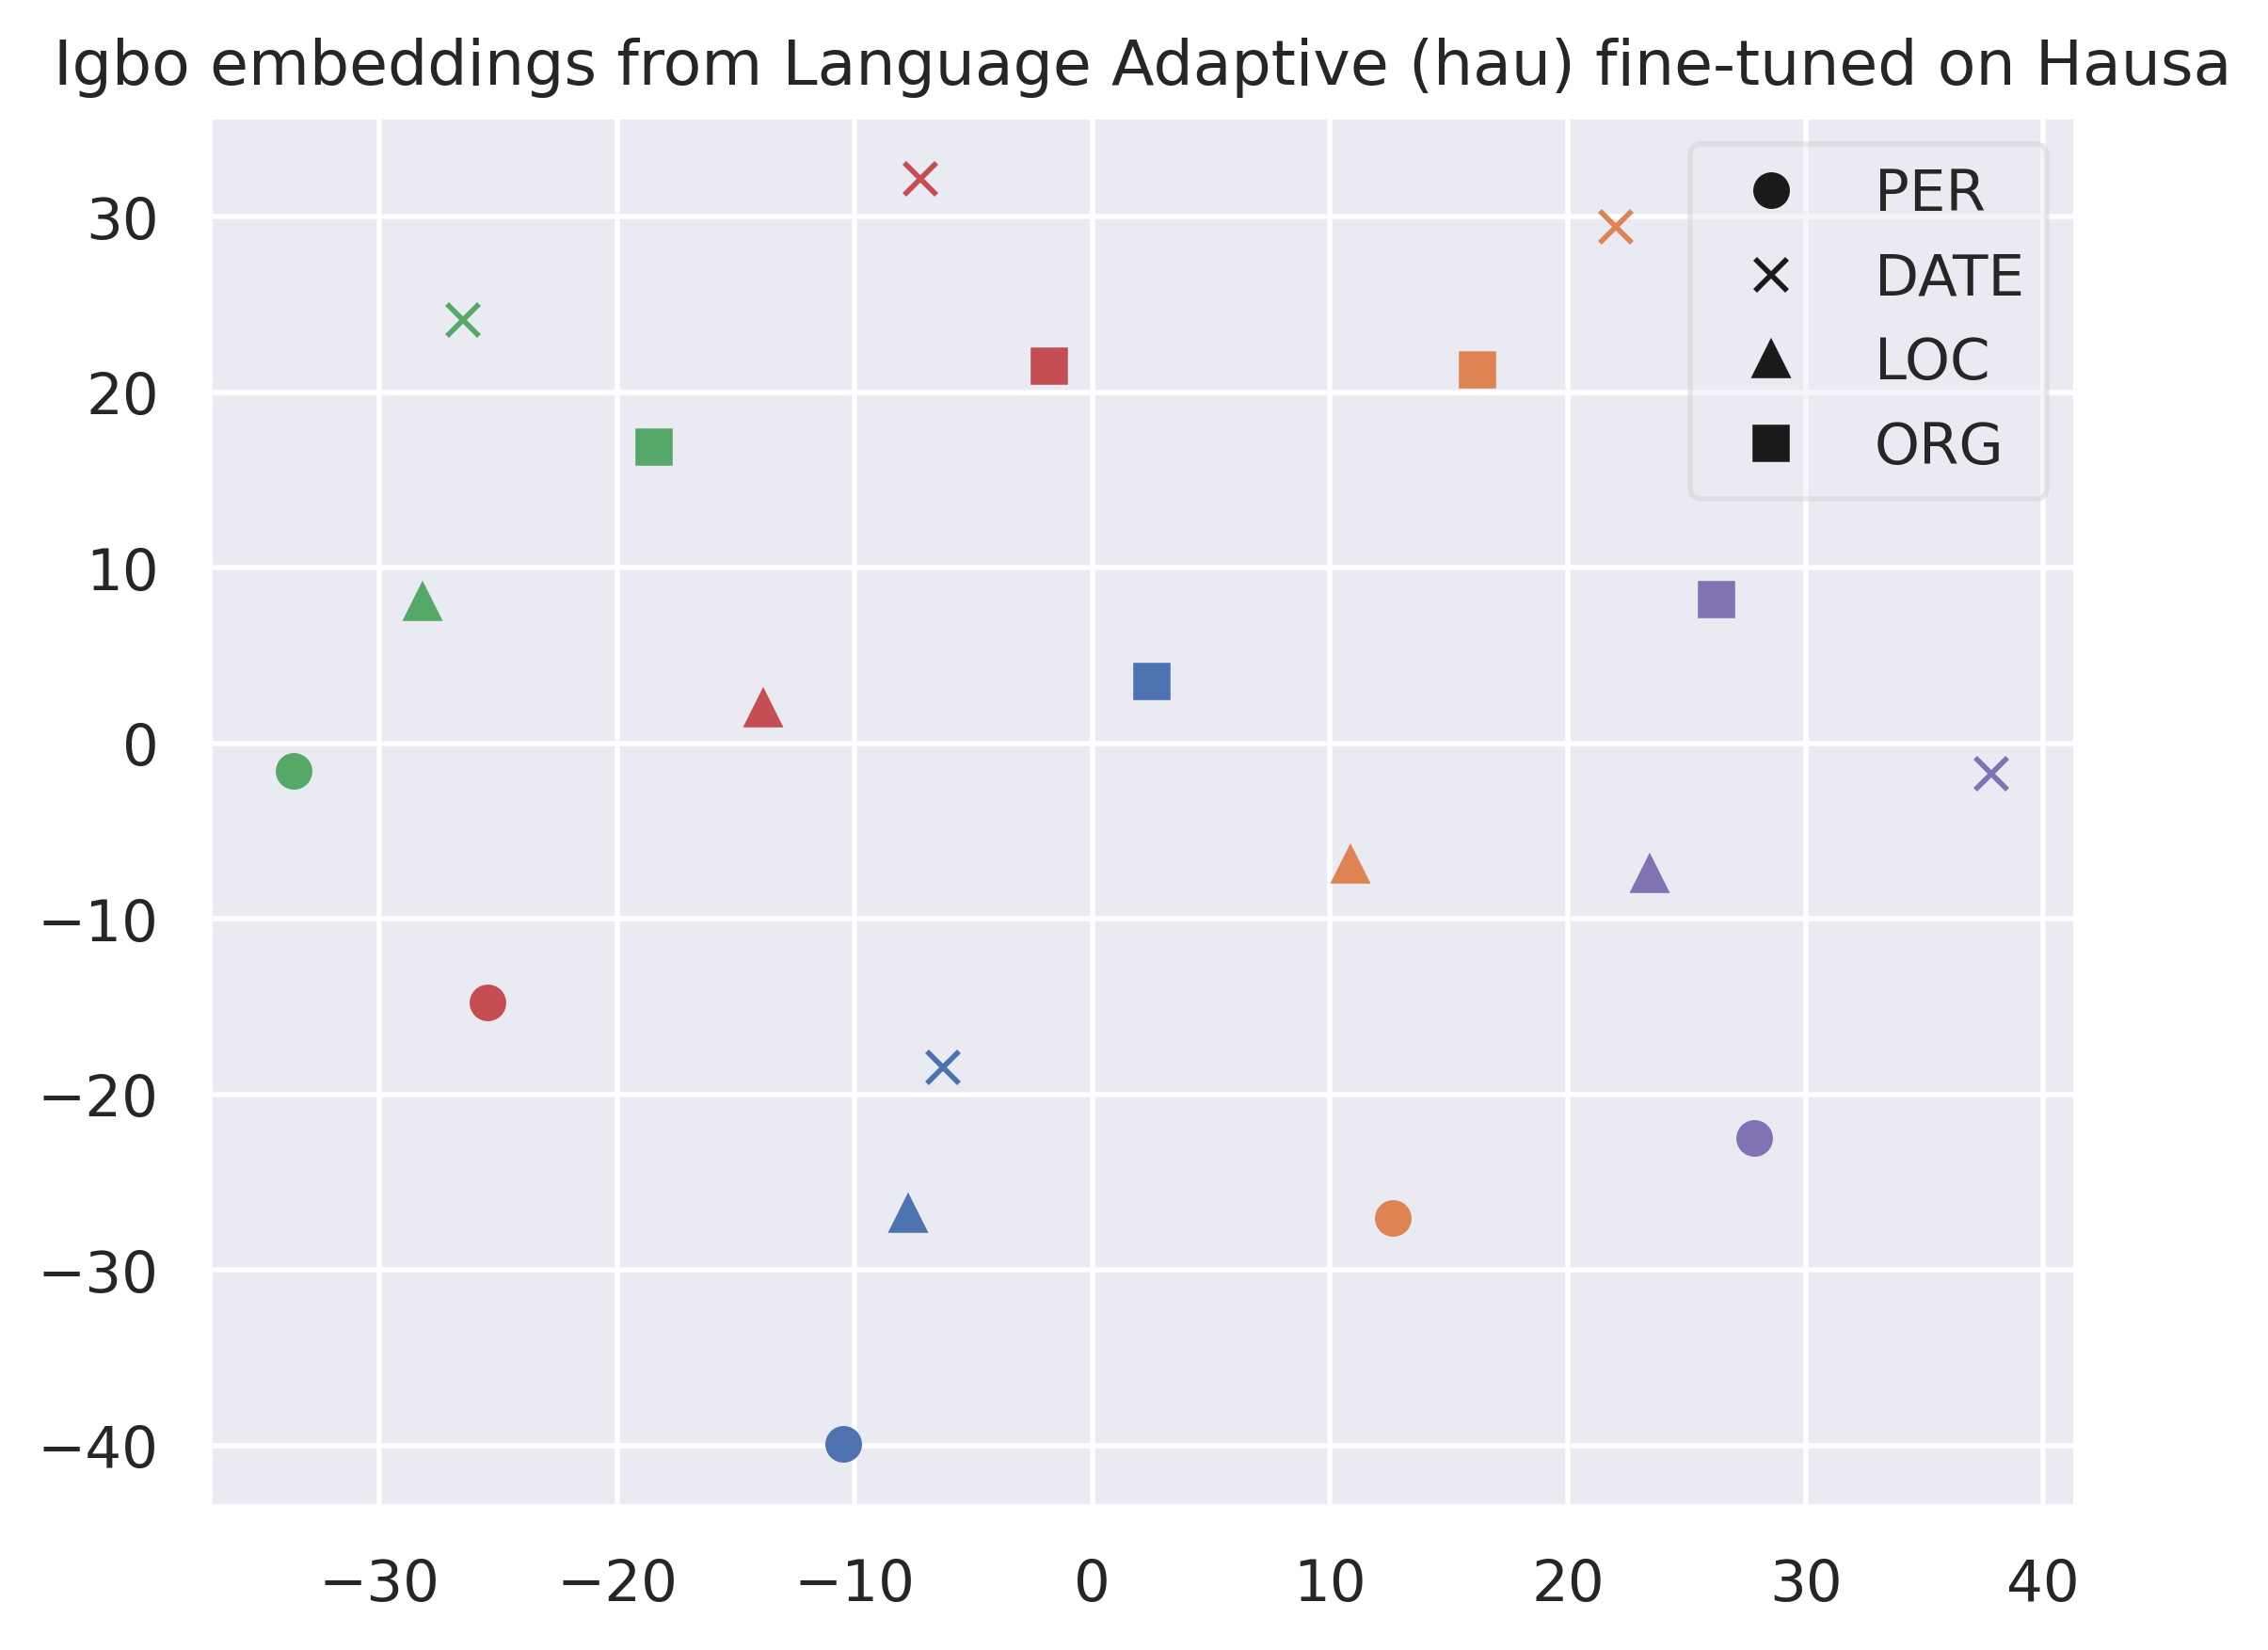 Igbo embeddings from Language Adaptive (hau) fine-tuned on Hausa
PER
DATE
LOC
ORG
30
20
10
0
−10
−20
−30
−40
−30 −20 −10 0 10 20 30 40